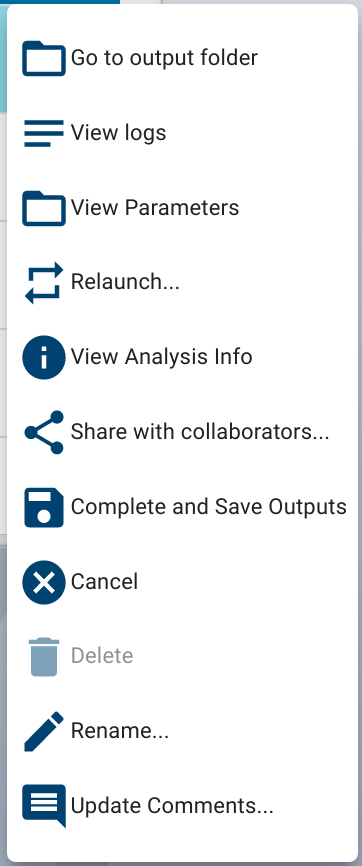 Go to output folder
View logs
View Parameters
Relaunch...
View Analysis Info
Share with collaborators...
Complete and Save Outputs
Cancel
Delete
Rename...
Update Comments...